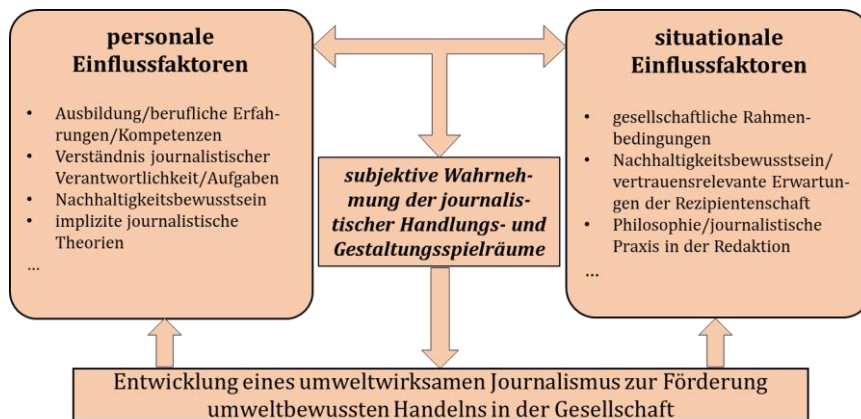 personale
Einflussfaktoren
• Ausbildung/berufliche Erfah-
rungen/Kompetenzen
• Verständnis journalistischer
Verantwortlichkeit/Aufgaben
• Nachhaltigkeitsbewusstsein
• implizite journalistische
Theorien
...
subjektive Wahrneh-
mung der journalis-
tischer Handlungs- und
Gestaltungsspielräume
situationale
Einflussfaktoren
• gesellschaftliche Rahmen-
bedingungen
• Nachhaltigkeitsbewusstsein/
vertrauensrelevante Erwartun-
gen der Rezipientenschaft
• Philosophie/journalistische
Praxis in der Redaktion
...
Entwicklung eines umweltwirksamen Journalismus zur Förderung
umweltbewussten Handelns in der Gesellschaft